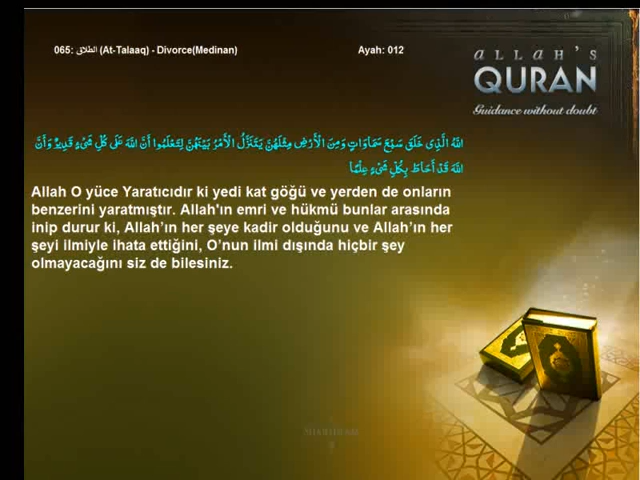 065: الطلاق (At-Talaaq) - Divorce(Medinan) Ayah: 012
ALLAH'S
QURAN
Guidance without doubt
اللَّهُ الَّذِي خَلَقَ سَبْعَ سَمَاوَاتٍ وَمِنَ الْأَرْضِ مِثْلَهُنَّ يَتَنَزَّلُ الْأَمْرُ بَيْنَهُنَّ لِتَعْلَمُوا أَنَّ اللَّهَ عَلَى كُلِّ شَيْءٍ قَدِيرٌ وَأَنَّ
اللَّهَ قَدْ أَحَاطَ بِكُلِّ شَيْءٍ عِلْمًا
Allah O yüce Yaratıcıdır ki yedi kat göğü ve yerden de onların
benzerini yaratmıştır. Allah'ın emri ve hükmü bunlar arasında
inip durur ki, Allah’ın her şeye kadir olduğunu ve Allah’ın her
şeyi ilmiyle ihata ettiğini, O’nun ilmi dışında hiçbir şey
olmayacağını siz de bilesiniz.